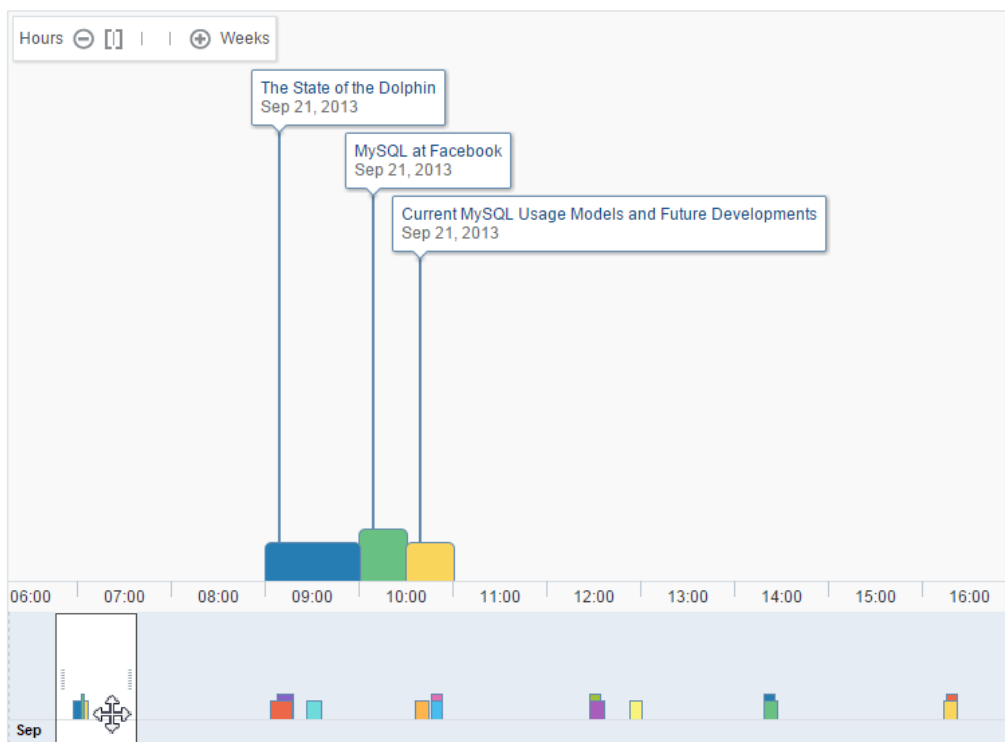 Hours Weeks
The State of the Dolphin
Sep 21, 2013
MySQL at Facebook
Sep 21, 2013
Current MySQL Usage Models and Future Developments
Sep 21, 2013
06:00 07:00 08:00 09:00 10:00 11:00 12:00 13:00 14:00 15:00 16:00
Sep